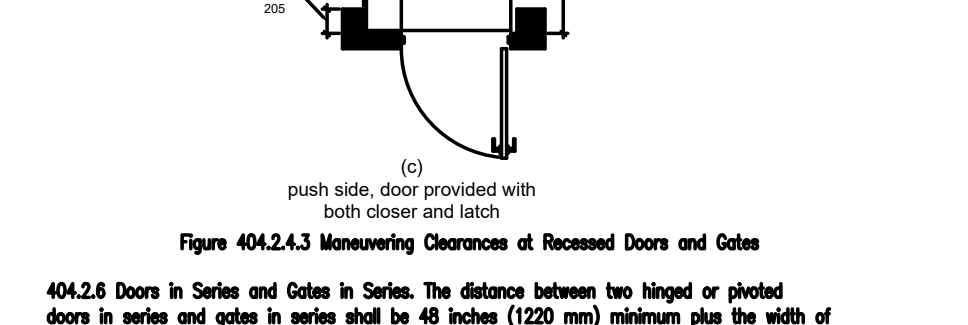 205
(c)
push side, door provided with
both closer and latch
Figure 404.2.4.3 Maneuvering Clearances at Recessed Doors and Gates
404.2.6 Doors in Series and Gates in Series. The distance between two hinged or pivoted
doors in series and gates in series shall be 48 inches (1220 mm) minimum plus the width of